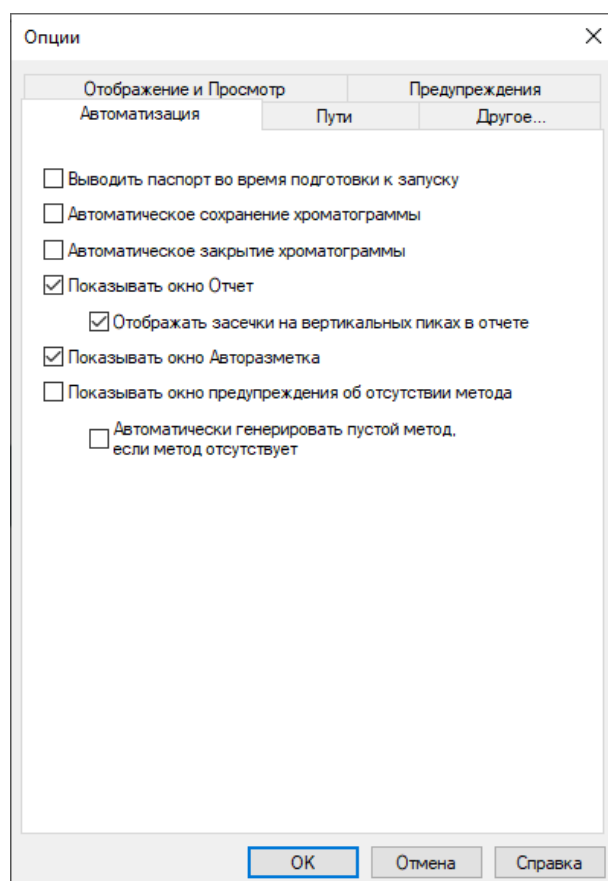 Опции
Отображение и Просмотр
Предупреждения
Автоматизация
Пути
Другое...
Выводить паспорт во время подготовки к запуску
Автоматическое сохранение хроматограммы
Автоматическое закрытие хроматограммы
Показывать окно Отчет
Отображать засечки на вертикальных пиках в отчете
Показывать окно Авторазметка
Показывать окно предупреждения об отсутствии метода
Автоматически генерировать пустой метод,
если метод отсутствует
OK
Отмена
Справка